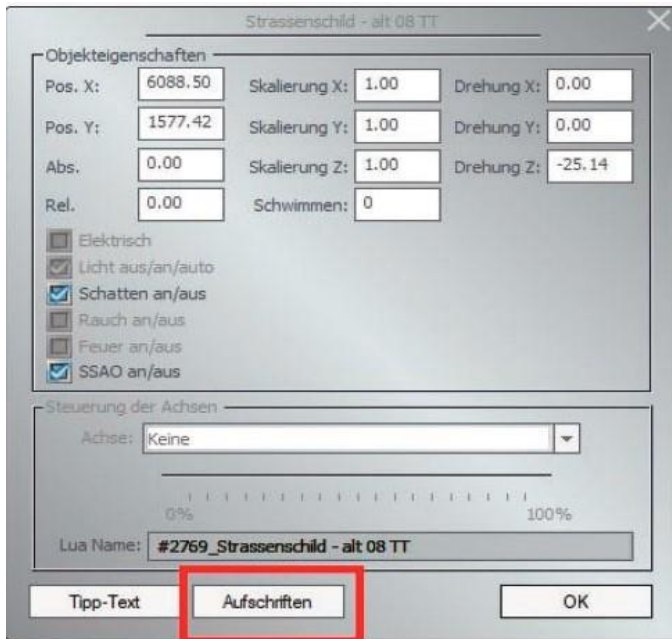 Strassenschild - alt 08 TT
Objekteigenschaften
Pos. X: 6088.50 Skalierung X: 1.00 Drehung X: 0.00
Pos. Y: 1577.42 Skalierung Y: 1.00 Drehung Y: 0.00
Abs. 0.00 Skalierung Z: 1.00 Drehung Z: -25.14
Rel. 0.00 Schwimmen: 0
Elektrisch
Licht aus/an/auto
Schatten an/aus
Rauch an/aus
Feuer an/aus
SSAO an/aus
Steuerung der Achsen
Achse: Keine
0% 100%
Lua Name: #2769_Strassenschild - alt 08 TT
Tipp-Text Aufschriften OK